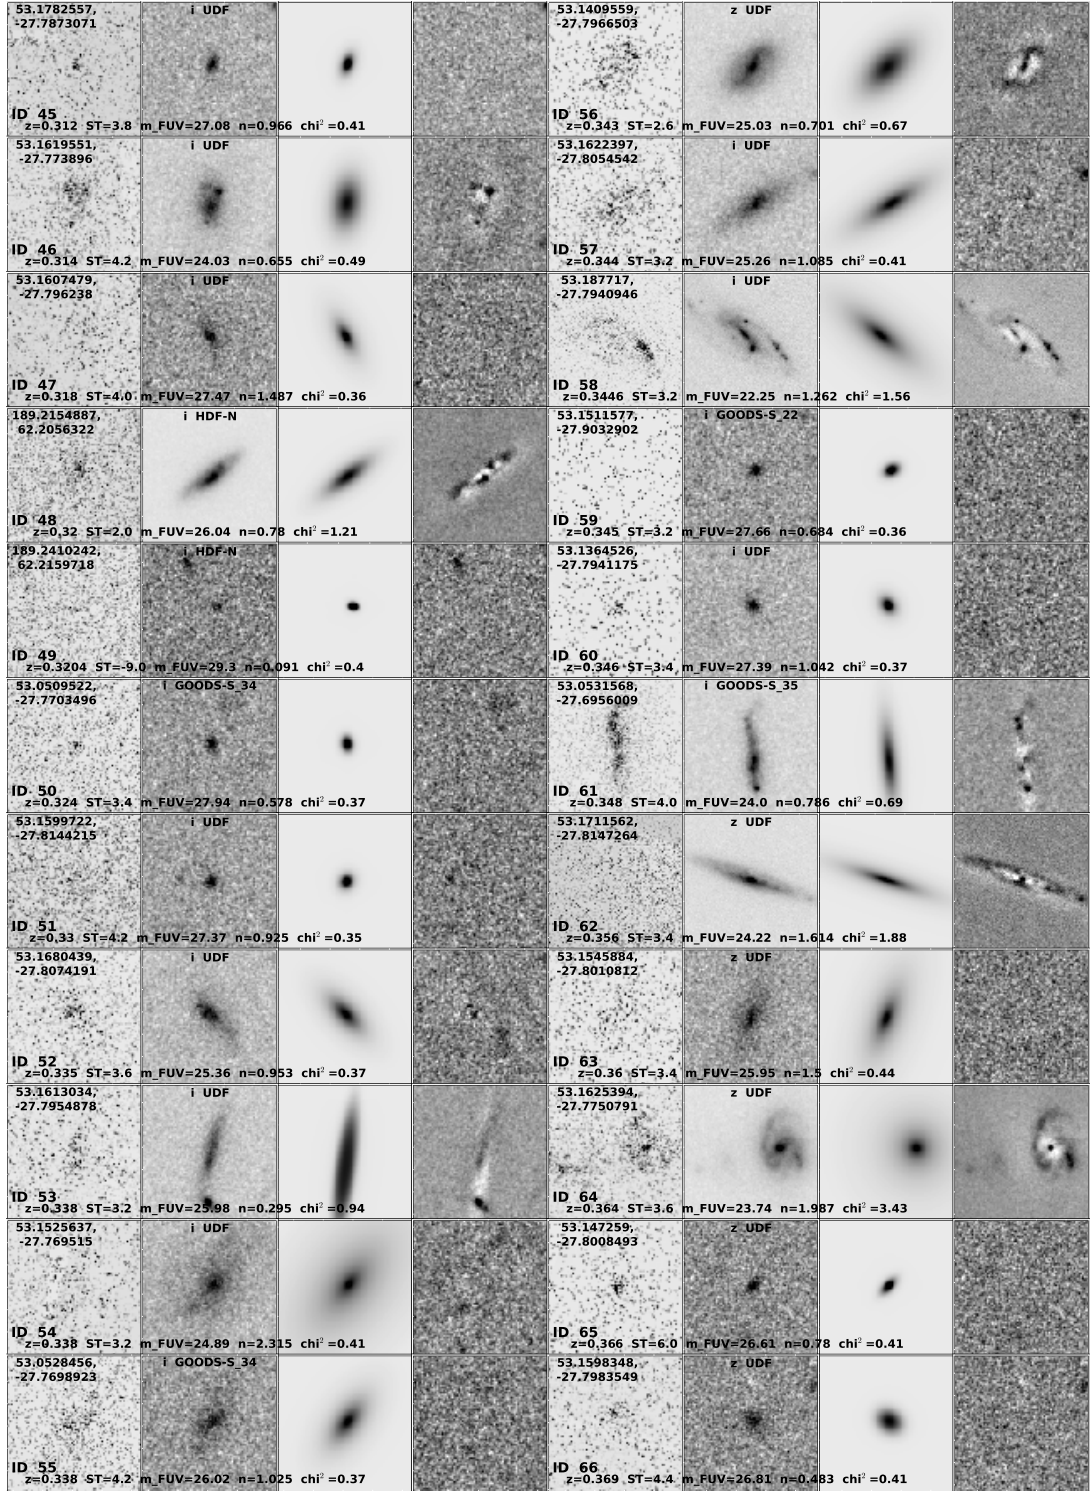 53.1782557,
-27.7873071
i UDF
ID 45
z=0.312 ST=3.8 m_FUV=27.08 n=0.966 chi²=0.41
53.1409559,
-27.7966503
z UDF
ID 56
z=0.343 ST=2.6 m_FUV=25.03 n=0.701 chi²=0.67
53.1619551,
-27.773896
i UDF
ID 46
z=0.314 ST=4.2 m_FUV=24.03 n=0.655 chi²=0.49
53.1622397,
-27.8054542
i UDF
ID 57
z=0.344 ST=3.2 m_FUV=25.26 n=1.085 chi²=0.41
53.1607479,
-27.796238
i UDF
ID 47
z=0.318 ST=4.0 m_FUV=27.47 n=1.487 chi²=0.36
53.187717,
-27.7940946
i UDF
ID 58
z=0.3446 ST=3.2 m_FUV=22.25 n=1.262 chi²=1.56
189.2154887,
62.2056322
i HDF-N
ID 48
z=0.32 ST=2.0 m_FUV=26.04 n=0.78 chi²=1.21
53.1511577,
-27.9032902
i GOODS-S_22
ID 59
z=0.345 ST=3.2 m_FUV=27.66 n=0.684 chi²=0.36
189.2410242,
62.2159718
i HDF-N
ID 49
z=0.3204 ST=-9.0 m_FUV=29.3 n=0.091 chi²=0.4
53.1364526,
-27.7941175
i UDF
ID 60
z=0.346 ST=3.4 m_FUV=27.39 n=1.042 chi²=0.37
53.0509522,
-27.7703496
i GOODS-S_34
ID 50
z=0.324 ST=3.4 m_FUV=27.94 n=0.578 chi²=0.37
53.0531568,
-27.6956009
i GOODS-S_35
ID 61
z=0.348 ST=4.0 m_FUV=24.0 n=0.786 chi²=0.69
53.1599722,
-27.8144215
i UDF
ID 51
z=0.33 ST=4.2 m_FUV=27.37 n=0.925 chi²=0.35
53.1711562,
-27.8147264
z UDF
ID 62
z=0.356 ST=3.4 m_FUV=24.22 n=1.614 chi²=1.88
53.1680439,
-27.8074191
i UDF
ID 52
z=0.335 ST=3.6 m_FUV=25.36 n=0.953 chi²=0.37
53.1545884,
-27.8010812
z UDF
ID 63
z=0.36 ST=3.4 m_FUV=25.95 n=1.5 chi²=0.44
53.1613034,
-27.7954878
i UDF
ID 53
z=0.338 ST=3.2 m_FUV=25.98 n=0.295 chi²=0.94
53.1625394,
-27.7750791
z UDF
ID 64
z=0.364 ST=3.6 m_FUV=23.74 n=1.987 chi²=3.43
53.1525637,
-27.769515
i UDF
ID 54
z=0.338 ST=3.2 m_FUV=24.89 n=2.315 chi²=0.41
53.147259,
-27.8008493
z UDF
ID 65
z=0.366 ST=6.0 m_FUV=26.61 n=0.78 chi²=0.41
53.0528456,
-27.7698923
i GOODS-S_34
ID 55
z=0.338 ST=4.2 m_FUV=26.02 n=1.025 chi²=0.37
53.1598348,
-27.7983549
z UDF
ID 66
z=0.369 ST=4.4 m_FUV=26.81 n=0.483 chi²=0.41